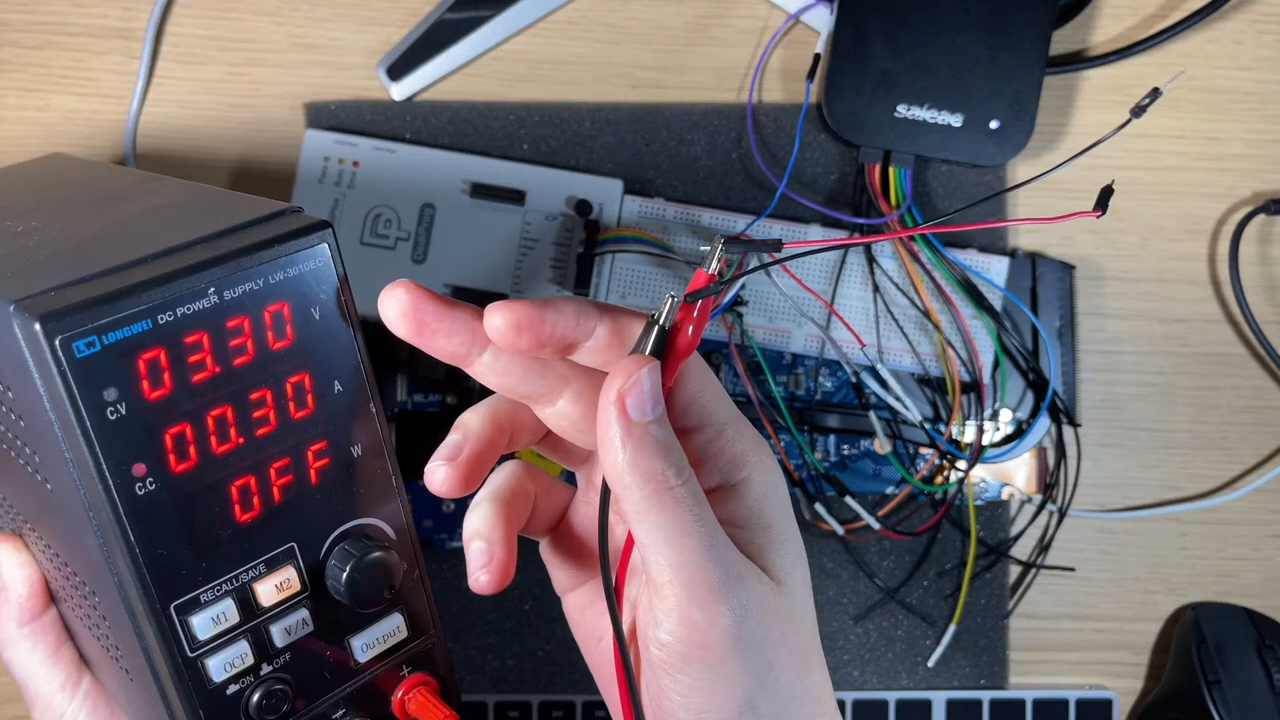 saleae
LW LONGWEI DC POWER SUPPLY LW-3010EC
03.30 V
C.V
00.30 A
C.C
OFF W
RECALL/SAVE
M1 M2
V/A
OCP
Output
ON OFF
+